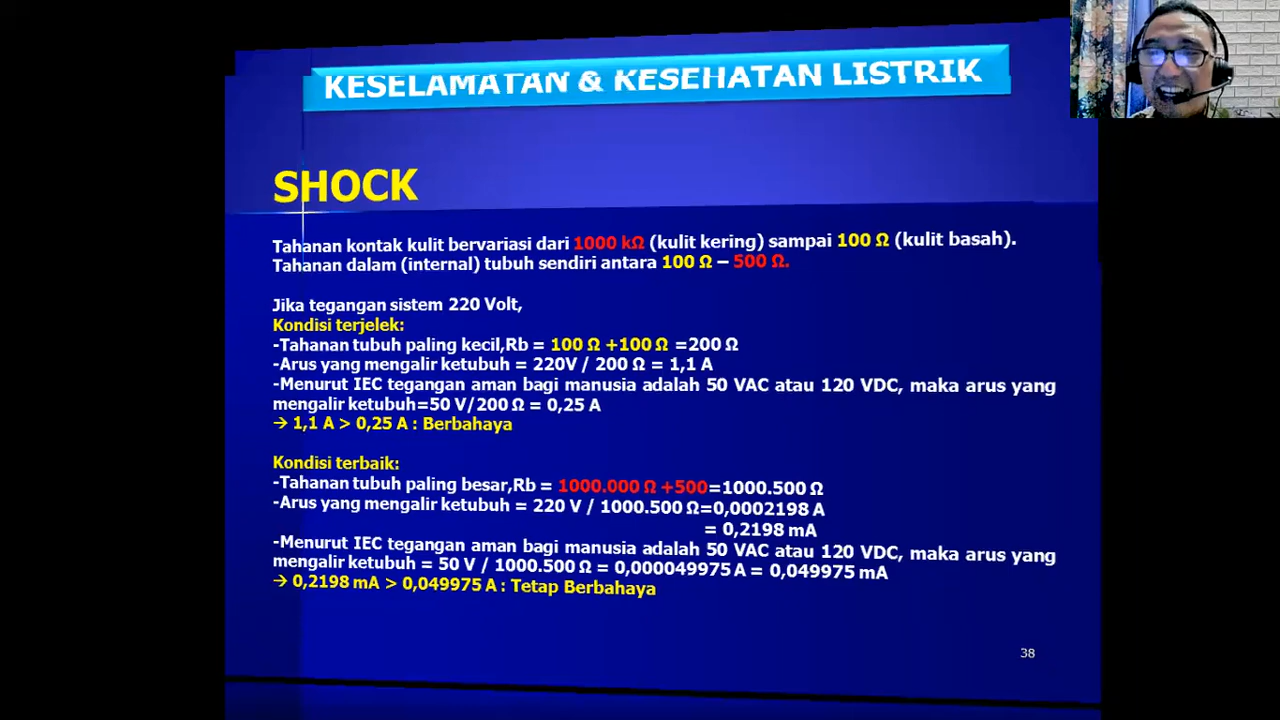 KESELAMATAN & KESEHATAN LISTRIK
SHOCK
Tahanan kontak kulit bervariasi dari 1000 kΩ (kulit kering) sampai 100 Ω (kulit basah).
Tahanan dalam (internal) tubuh sendiri antara 100 Ω – 500 Ω.
Jika tegangan sistem 220 Volt,
Kondisi terjelek:
-Tahanan tubuh paling kecil,Rb = 100 Ω +100 Ω =200 Ω
-Arus yang mengalir ketubuh = 220V / 200 Ω = 1,1 A
-Menurut IEC tegangan aman bagi manusia adalah 50 VAC atau 120 VDC, maka arus yang
mengalir ketubuh=50 V/200 Ω = 0,25 A
→ 1,1 A > 0,25 A : Berbahaya
Kondisi terbaik:
-Tahanan tubuh paling besar,Rb = 1000.000 Ω +500=1000.500 Ω
-Arus yang mengalir ketubuh = 220 V / 1000.500 Ω=0,0002198 A
= 0,2198 mA
-Menurut IEC tegangan aman bagi manusia adalah 50 VAC atau 120 VDC, maka arus yang
mengalir ketubuh = 50 V / 1000.500 Ω = 0,000049975 A = 0,049975 mA
→ 0,2198 mA > 0,049975 A : Tetap Berbahaya
38